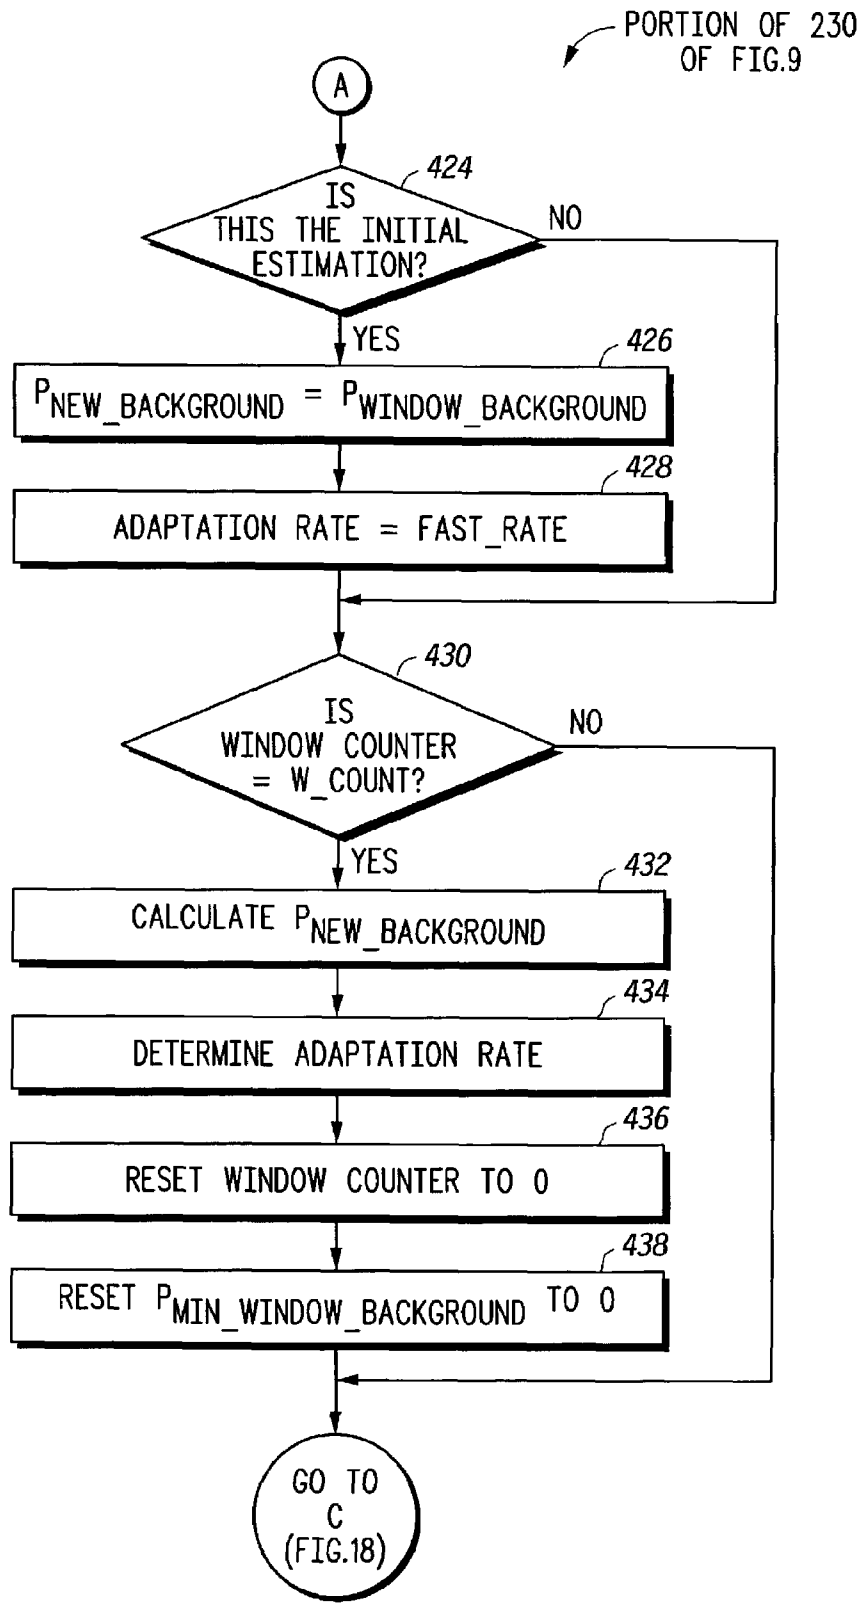 PORTION OF 230
OF FIG.9
A
424
IS
THIS THE INITIAL
ESTIMATION?
NO
YES
426
PNEW_BACKGROUND = PWINDOW_BACKGROUND
428
ADAPTATION RATE = FAST_RATE
430
IS
WINDOW COUNTER
= W_COUNT?
NO
YES
432
CALCULATE PNEW_BACKGROUND
434
DETERMINE ADAPTATION RATE
436
RESET WINDOW COUNTER TO 0
438
RESET PMIN_WINDOW_BACKGROUND TO 0
GO TO
C
(FIG.18)